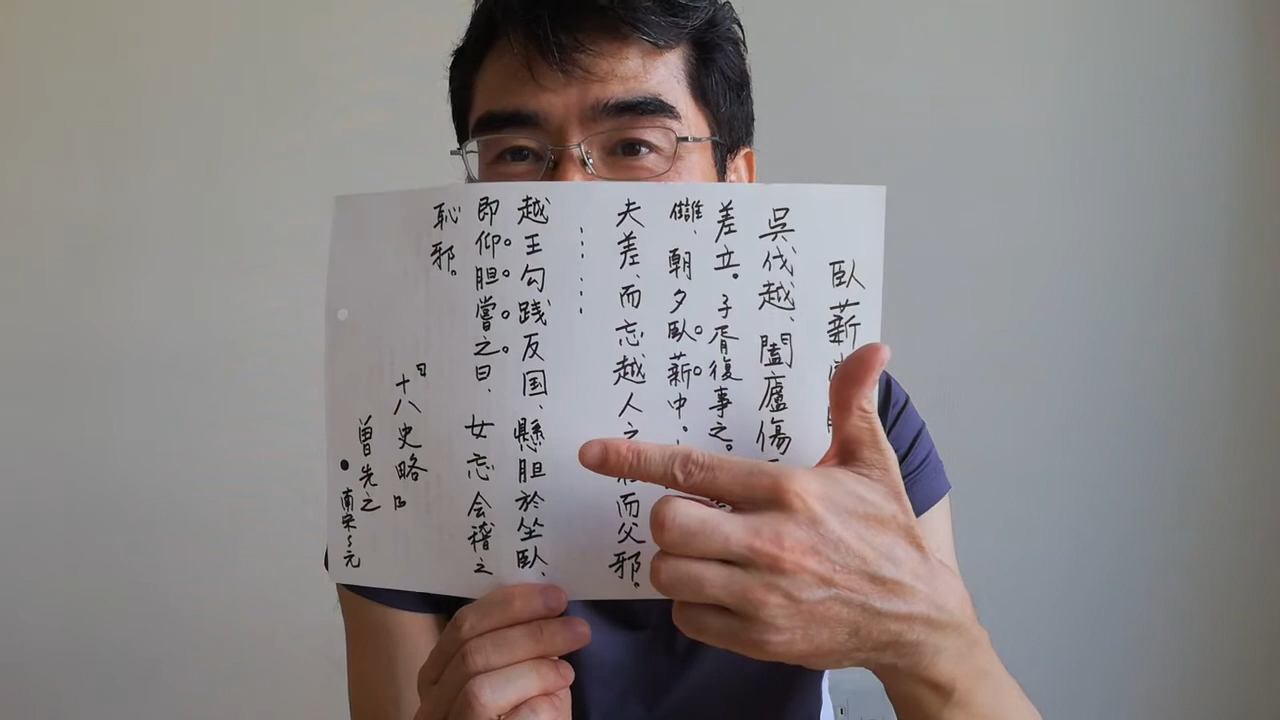 臥薪
呉伐越、闔廬傷
差立。子胥復事之。
讎、朝夕臥薪中。
夫差、而忘越人之而父邪。
……
越王勾践反国、懸胆於坐臥、
即仰胆嘗之曰、女忘会稽之
恥邪。
『十八史略』
曽先之
●南宋〜元